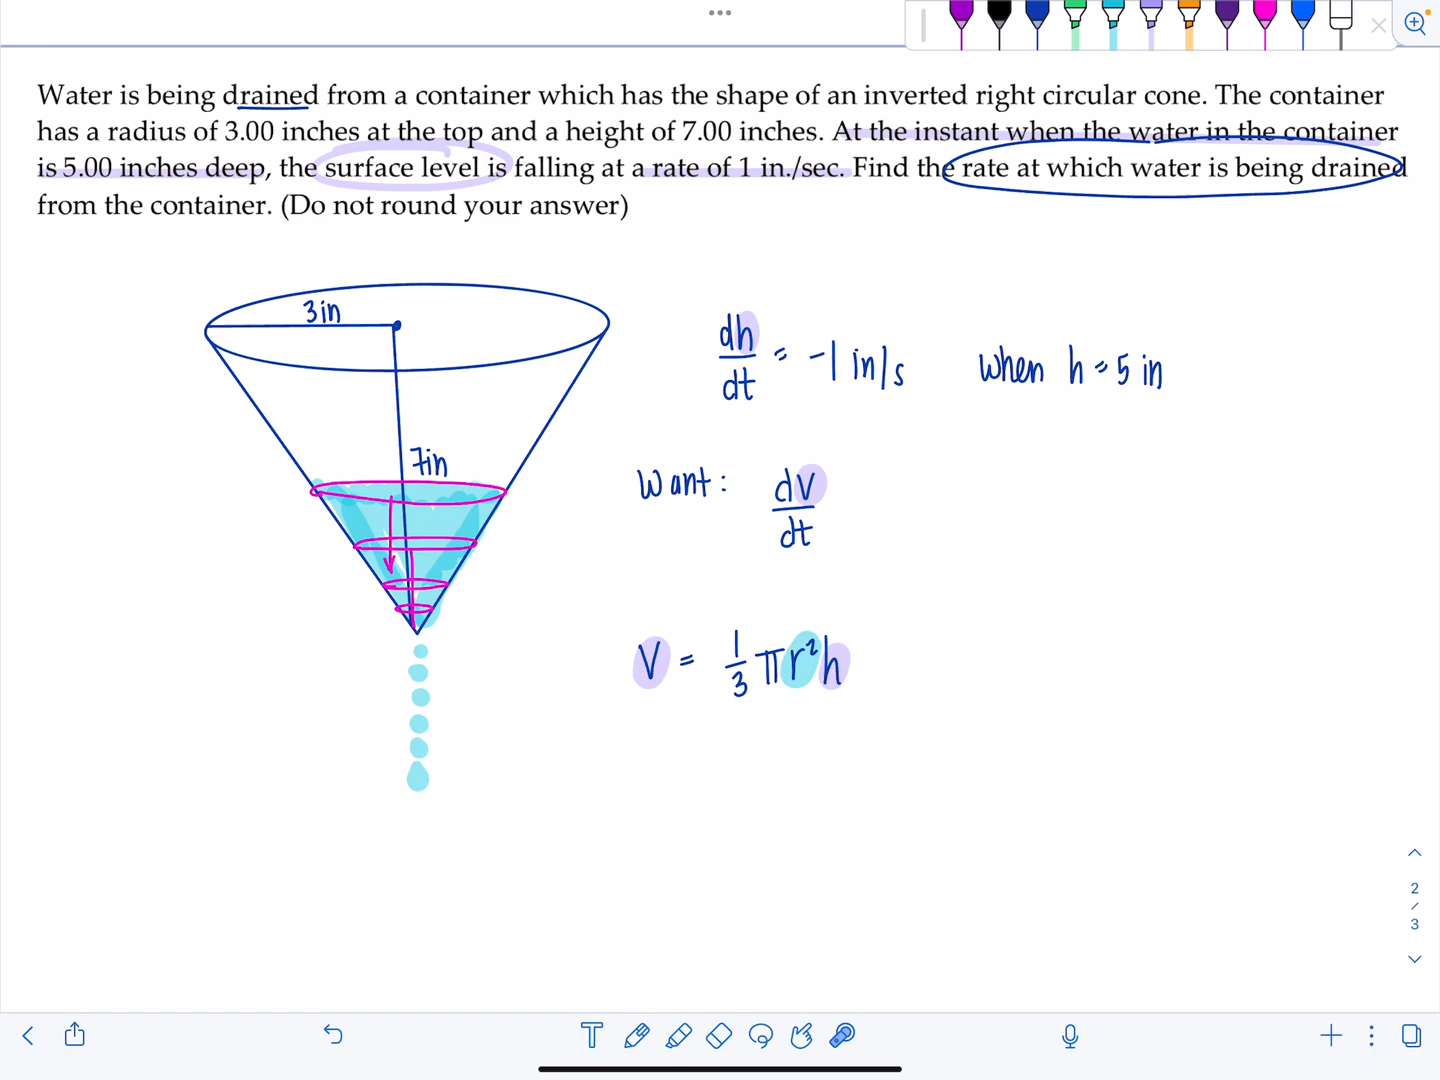 Water is being drained from a container which has the shape of an inverted right circular cone. The container
has a radius of 3.00 inches at the top and a height of 7.00 inches. At the instant when the water in the container
is 5.00 inches deep, the surface level is falling at a rate of 1 in./sec. Find the rate at which water is being drained
from the container. (Do not round your answer)
3in
dh/dt = -1 in/s when h = 5 in
7in
Want: dV/dt
V = 1/3 πr²h
2
/
3
T